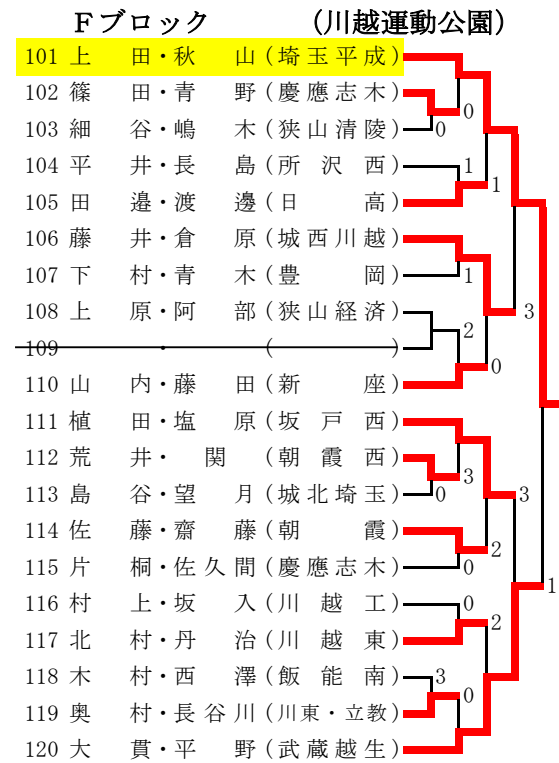 Fブロック (川越運動公園)
101 上 田・秋 山 (埼玉平成)
102 篠 田・青 野 (慶應志木) 0
103 細 谷・嶋 木 (狭山清陵) 0
104 平 井・長 島 (所 沢 西) 1
105 田 邉・渡 邊 (日 高) 1
106 藤 井・倉 原 (城西川越)
107 下 村・青 木 (豊 岡) 1
108 上 原・阿 部 (狭山経済) 3
109 ・ ( ) 2
110 山 内・藤 田 (新 座) 0
111 植 田・塩 原 (坂 戸 西)
112 荒 井・ 関 (朝 霞 西) 3
113 島 谷・望 月 (城北埼玉) 0 3
114 佐 藤・齋 藤 (朝 霞) 2
115 片 桐・佐久間 (慶應志木) 0 1
116 村 上・坂 入 (川 越 工) 0
117 北 村・丹 治 (川 越 東) 2
118 木 村・西 澤 (飯 能 南) 3
119 奥 村・長谷川 (川東・立教) 0
120 大 貫・平 野 (武蔵越生)